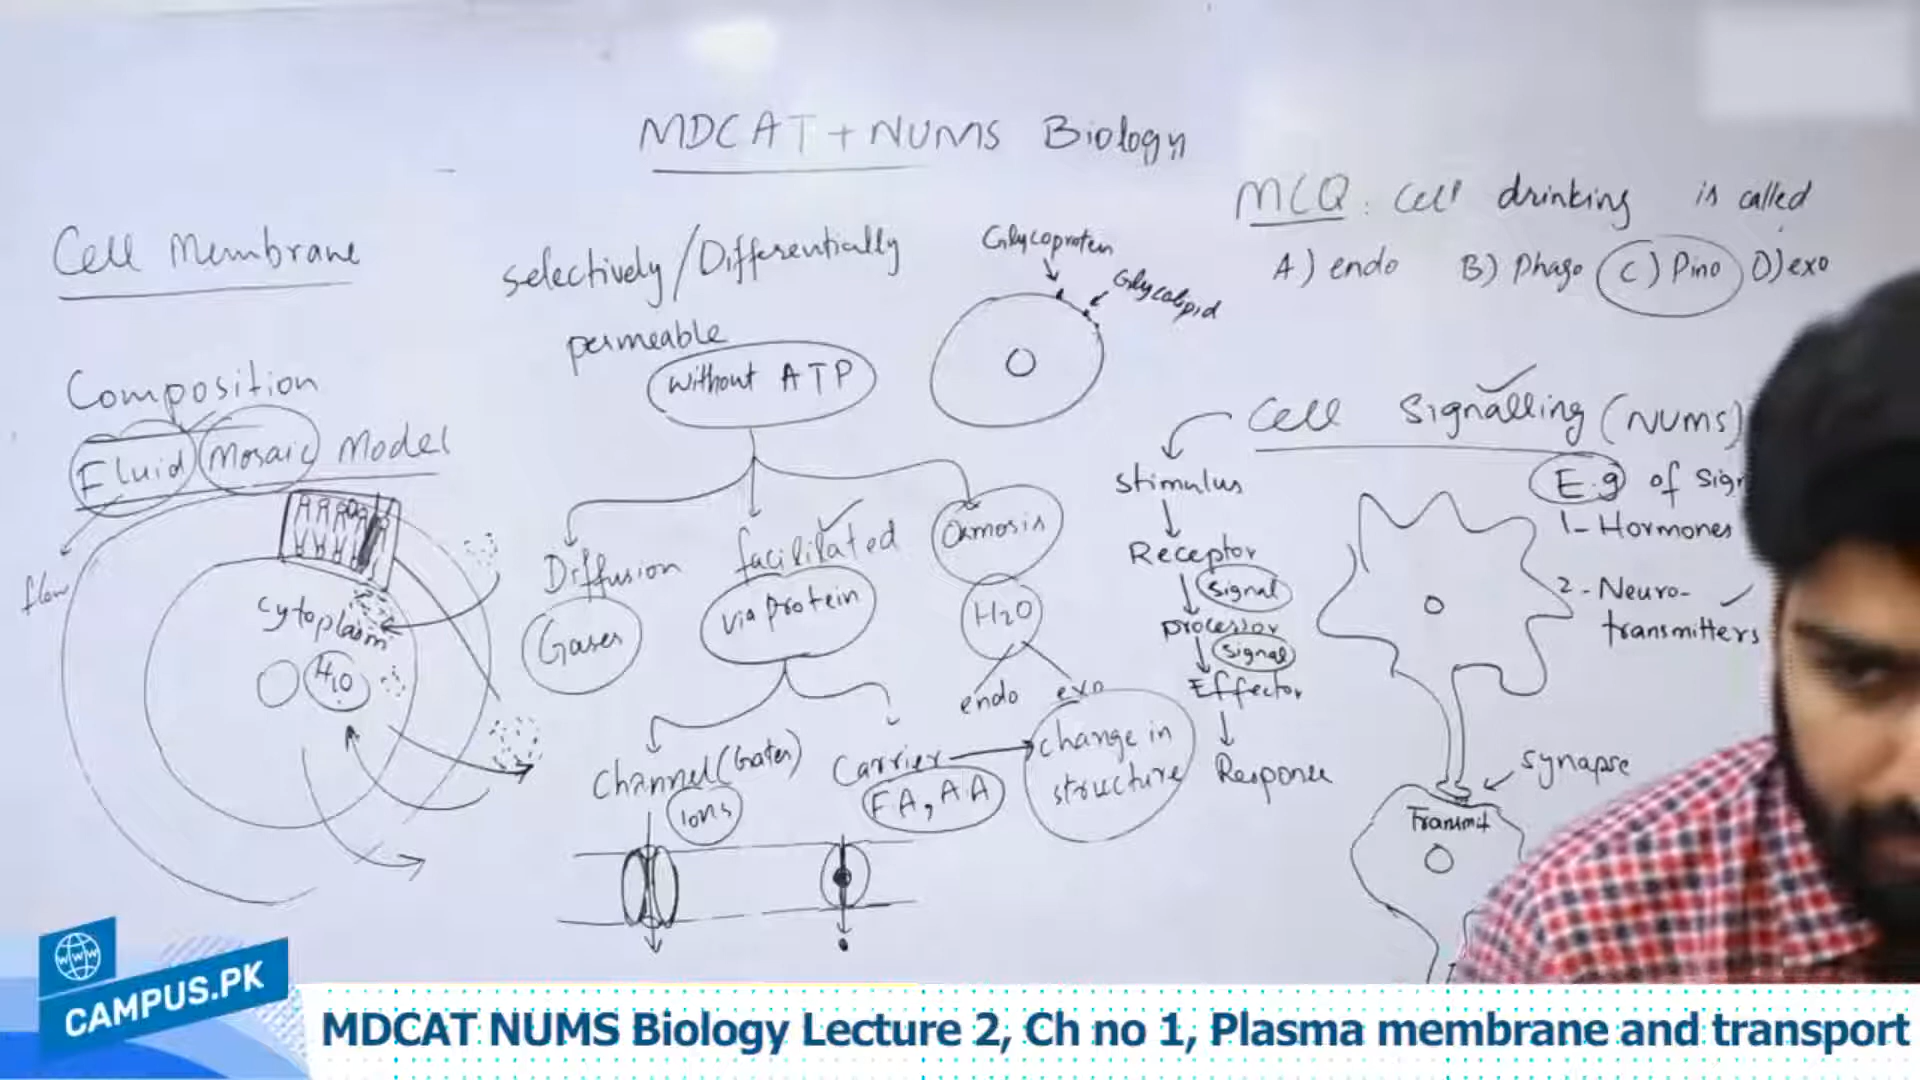 MDCAT + NUMS Biology
Cell Membrane
Composition
Fluid Mosaic Model
flow
cytoplasm
H2O
selectively/Differentially
permeable
without ATP
Diffusion
Gases
facilitated
via protein
Osmosis
H2O
endo exo
Channel (Gates)
Ions
Carrier
FA, AA
change in
structure
Glycoprotein
Glycolipid
MCQ: Cell drinking is called
A) endo B) Phago C) Pino D) exo
Cell Signalling (NUMS)
Stimulus
Receptor
Signal
processor
Signal
Effector
Response
E.g of Sig
1- Hormones
2- Neuro-
transmitters
synapse
Transmit
www
CAMPUS.PK
MDCAT NUMS Biology Lecture 2, Ch no 1, Plasma membrane and transport